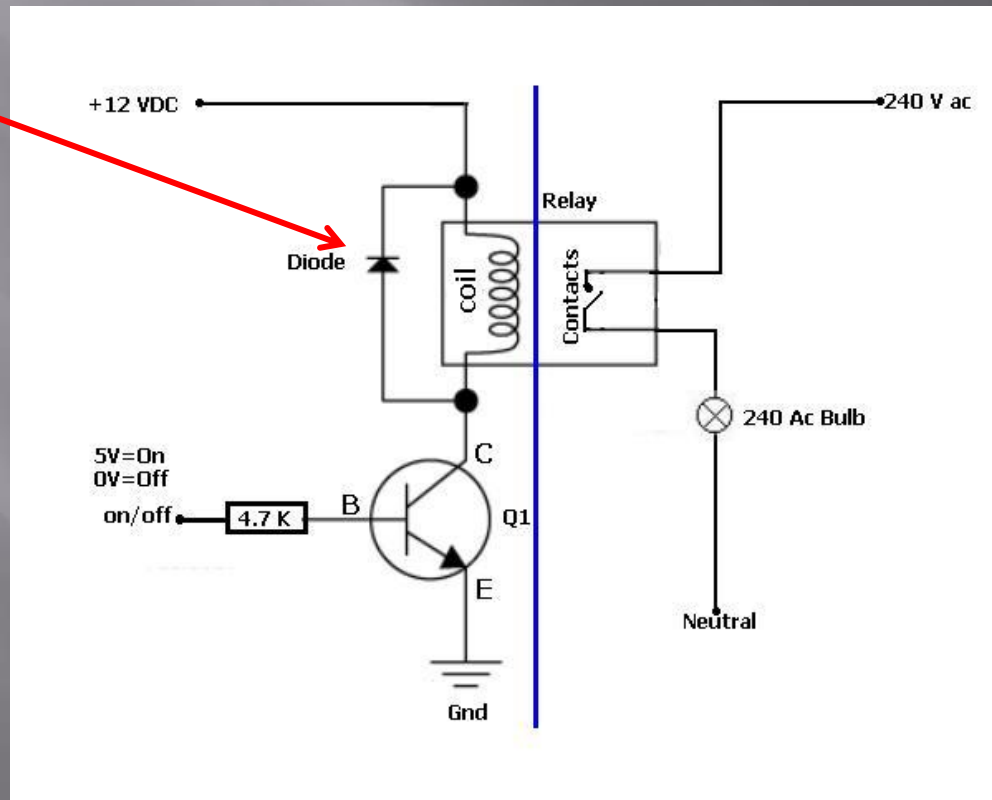 +12 VDC
240 V ac
Relay
Diode
coil
Contacts
240 Ac Bulb
5V=On
0V=Off
on/off
4.7 K
B
C
Q1
E
Neutral
Gnd